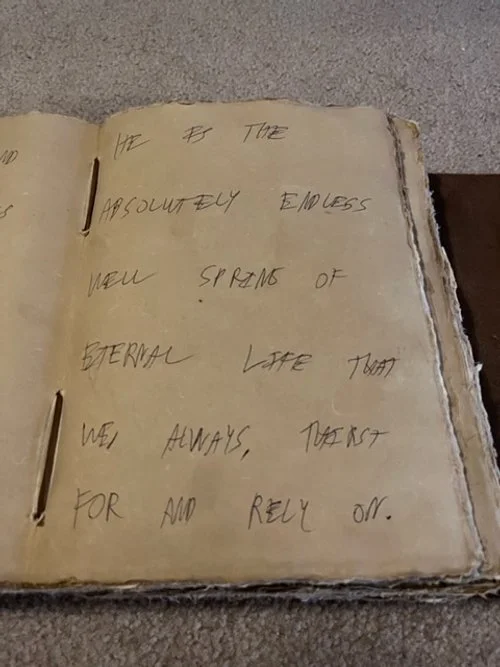 HE IS THE
ABSOLUTELY ENDLESS
WELL SPRING OF
ETERNAL LIFE THAT
WE, ALWAYS, THIRST
FOR AND RELY ON.